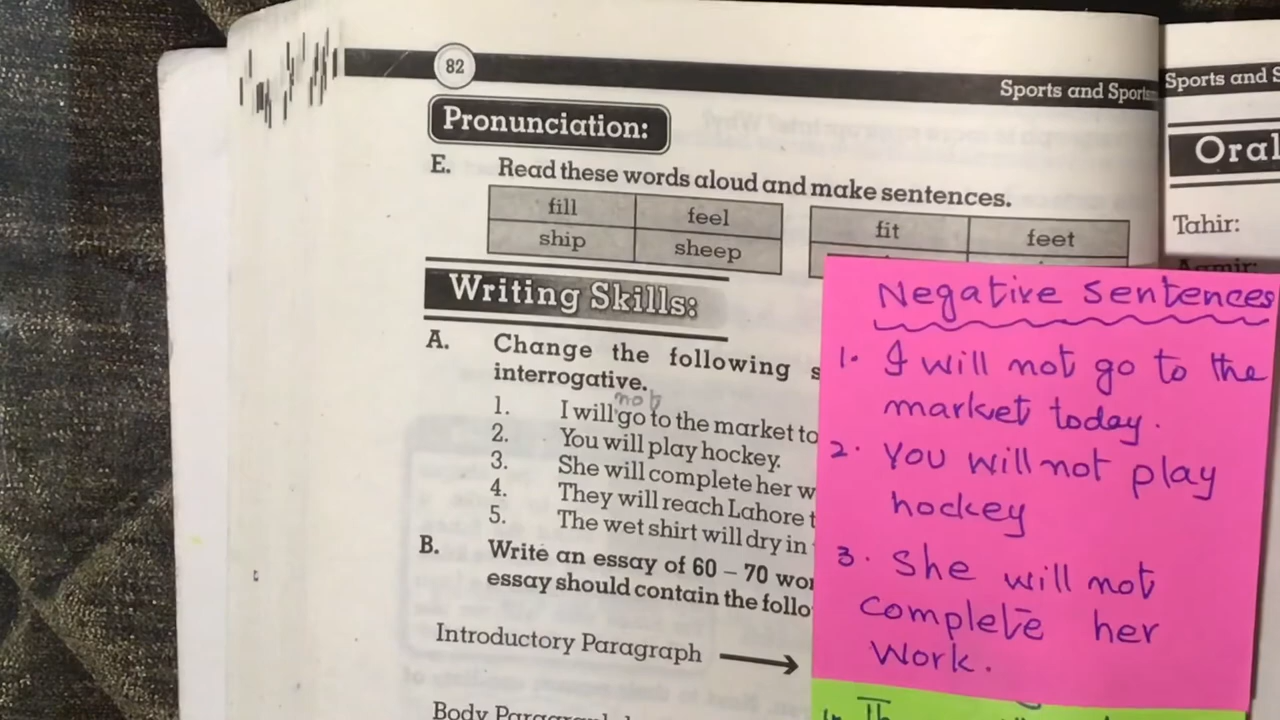 82
Sports and Sports
Pronunciation:
E. Read these words aloud and make sentences.
fill feel
ship sheep
fit feet
Writing Skills:
A. Change the following s
interrogative.
not
1. I will go to the market to
2. You will play hockey.
3. She will complete her w
4. They will reach Lahore t
5. The wet shirt will dry in
B. Write an essay of 60 – 70 wor
essay should contain the follo
Introductory Paragraph
Body Paragraph
Negative Sentences
1. I will not go to the
market today.
2. You will not play
hockey
3. She will not
complete her
work.
Sports and S
Oral
Tahir:
Aamir: